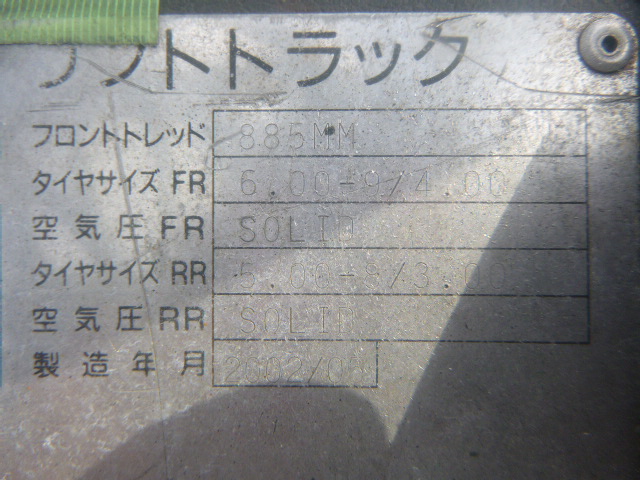 フトトラック
フロントトレッド 885MM
タイヤサイズ FR 6.00-9/4.00
空気圧 FR SOLID
タイヤサイズ RR 5.00-8/3.00
空気圧 RR SOLID
製造年月